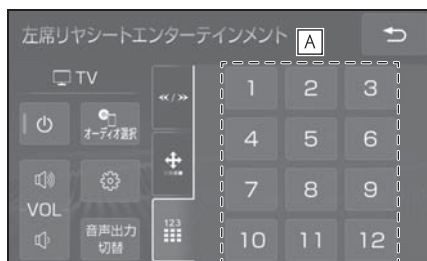 左席リヤシートエンターテインメント
A
TV
オーディオ選択
VOL
音声出力
切替
123
1 2 3
4 5 6
7 8 9
10 11 12